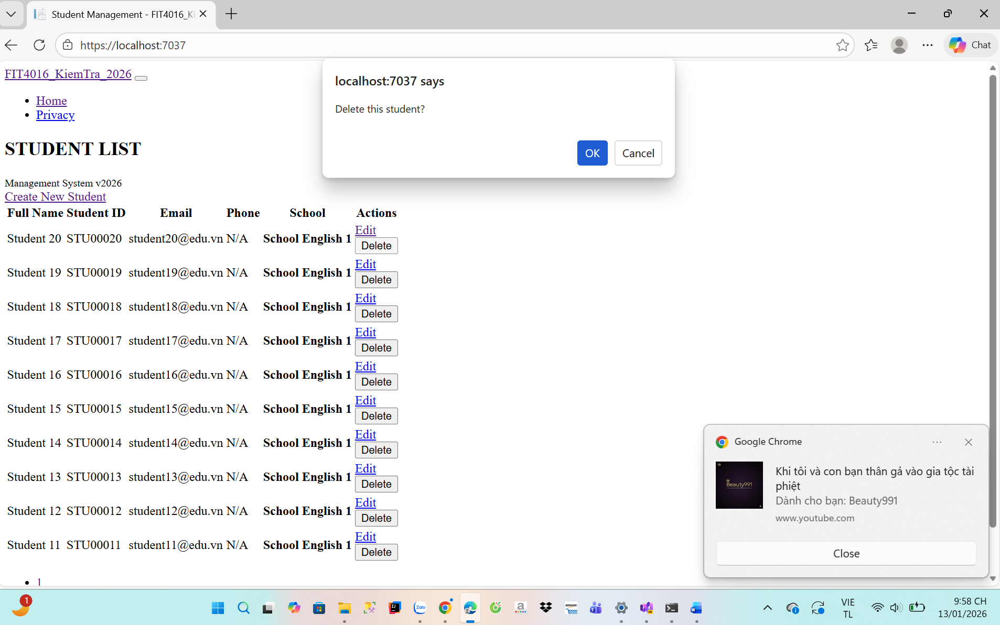 Student Management - FIT4016_Ki
https://localhost:7037
Chat
FIT4016_KiemTra_2026
Home
Privacy
localhost:7037 says
Delete this student?
OK
Cancel
STUDENT LIST
Management System v2026
Create New Student
Full Name Student ID Email Phone School Actions
Student 20 STU00020 student20@edu.vn N/A School English 1 Edit
Delete
Student 19 STU00019 student19@edu.vn N/A School English 1 Edit
Delete
Student 18 STU00018 student18@edu.vn N/A School English 1 Edit
Delete
Student 17 STU00017 student17@edu.vn N/A School English 1 Edit
Delete
Student 16 STU00016 student16@edu.vn N/A School English 1 Edit
Delete
Student 15 STU00015 student15@edu.vn N/A School English 1 Edit
Delete
Student 14 STU00014 student14@edu.vn N/A School English 1 Edit
Delete
Student 13 STU00013 student13@edu.vn N/A School English 1 Edit
Delete
Student 12 STU00012 student12@edu.vn N/A School English 1 Edit
Delete
Student 11 STU00011 student11@edu.vn N/A School English 1 Edit
Delete
1
Google Chrome
Beauty991
Khi tôi và con bạn thân gả vào gia tộc tài
phiệt
Dành cho bạn: Beauty991
www.youtube.com
Close
1
Zalo
amazon
VIE
TL
9:58 CH
13/01/2026